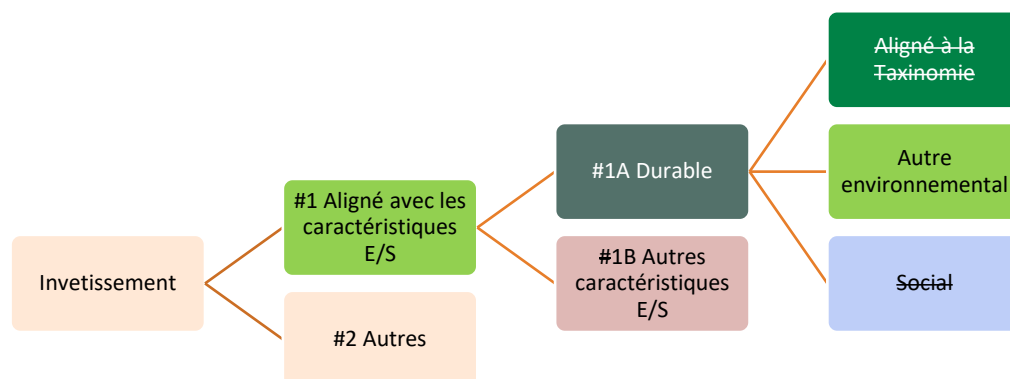 Invetissement
#1 Aligné avec les
caractéristiques
E/S
#2 Autres
#1A Durable
#1B Autres
caractéristiques
E/S
Aligné à la
Taxinomie
Autre
environnemental
Social